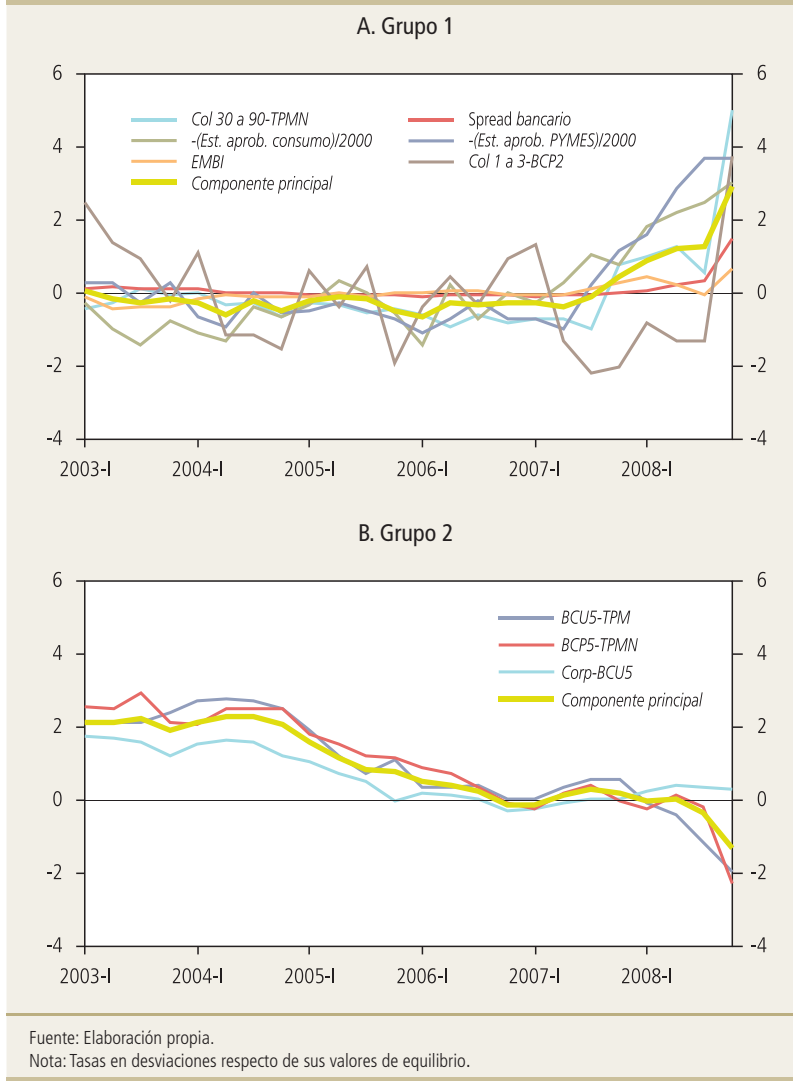 A. Grupo 1
6 6
Col 30 a 90-TPMN Spread bancario
-(Est. aprob. consumo)/2000 -(Est. aprob. PYMES)/2000
4 4
EMBI Col 1 a 3-BCP2
Componente principal
2 2
0 0
-2 -2
-4 -4
2003-I 2004-I 2005-I 2006-I 2007-I 2008-I
B. Grupo 2
6 6
BCU5-TPM
BCP5-TPMN
4 4
Corp-BCU5
Componente principal
2 2
0 0
-2 -2
-4 -4
2003-I 2004-I 2005-I 2006-I 2007-I 2008-I
Fuente: Elaboración propia.
Nota: Tasas en desviaciones respecto de sus valores de equilibrio.